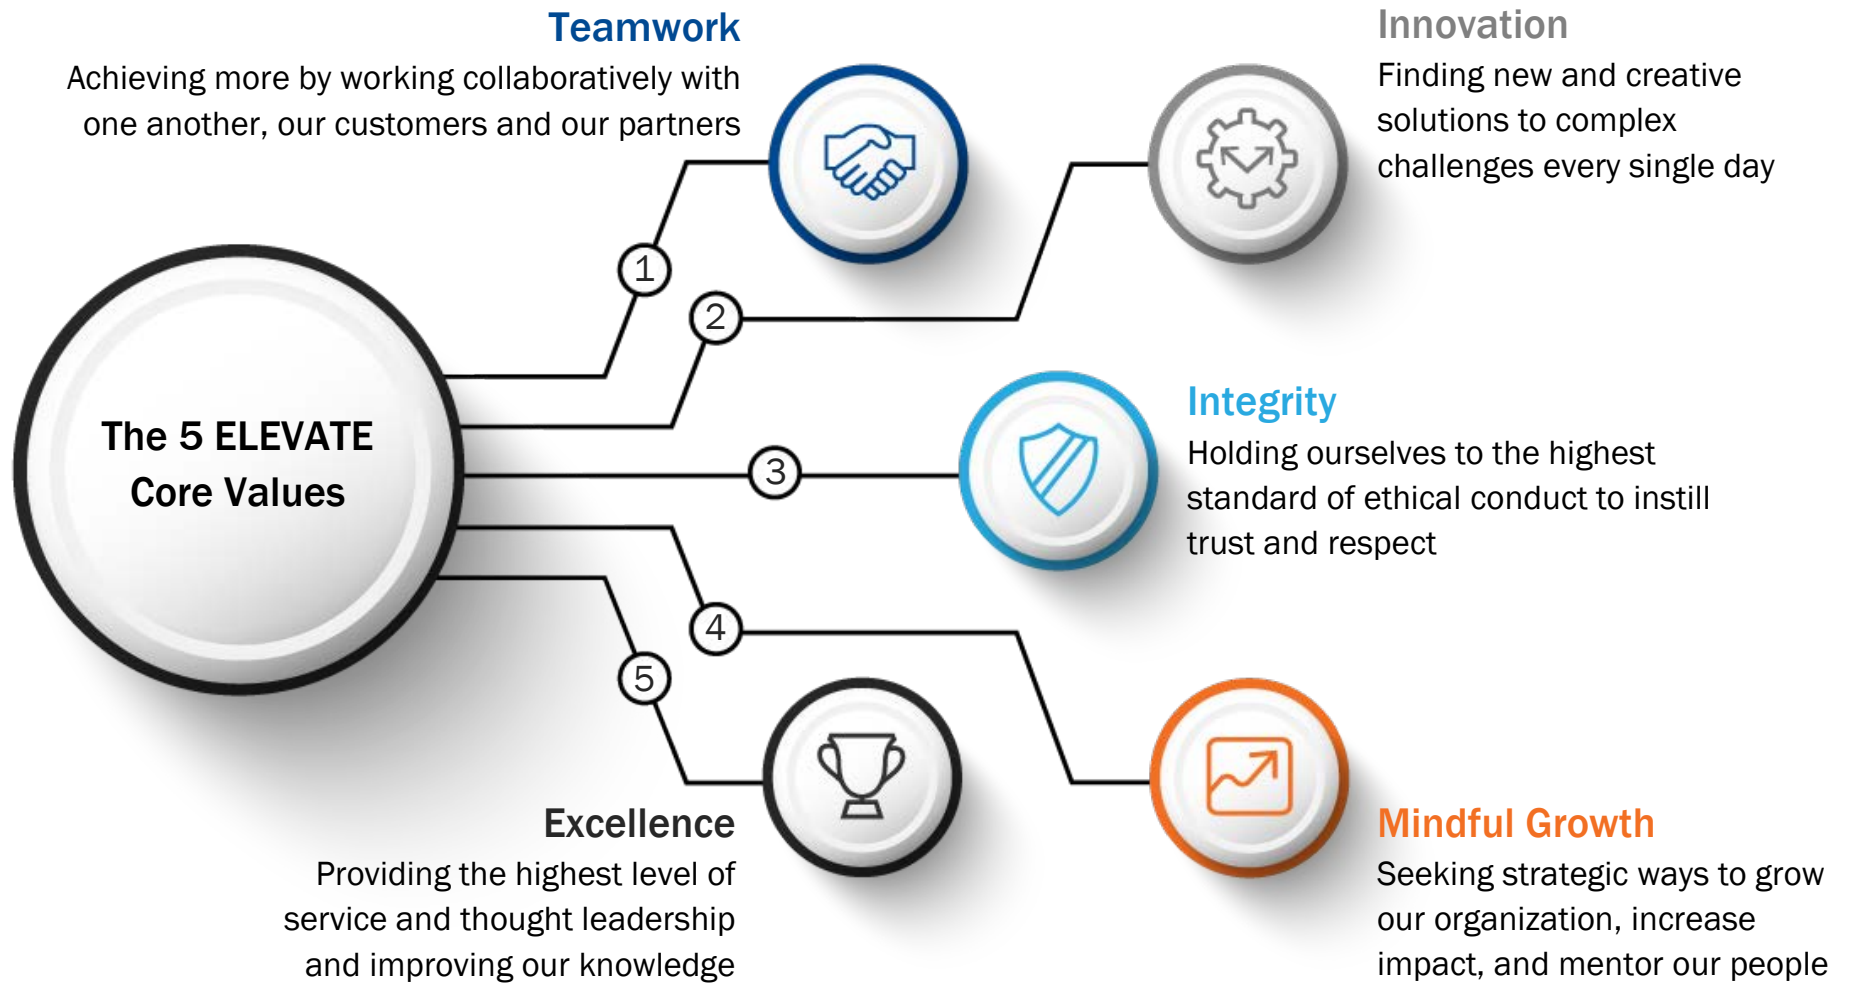 Teamwork
Achieving more by working collaboratively with
one another, our customers and our partners
Innovation
Finding new and creative
solutions to complex
challenges every single day
1
2
The 5 ELEVATE
Core Values
3
Integrity
Holding ourselves to the highest
standard of ethical conduct to instill
trust and respect
4
5
Excellence
Providing the highest level of
service and thought leadership
and improving our knowledge
Mindful Growth
Seeking strategic ways to grow
our organization, increase
impact, and mentor our people